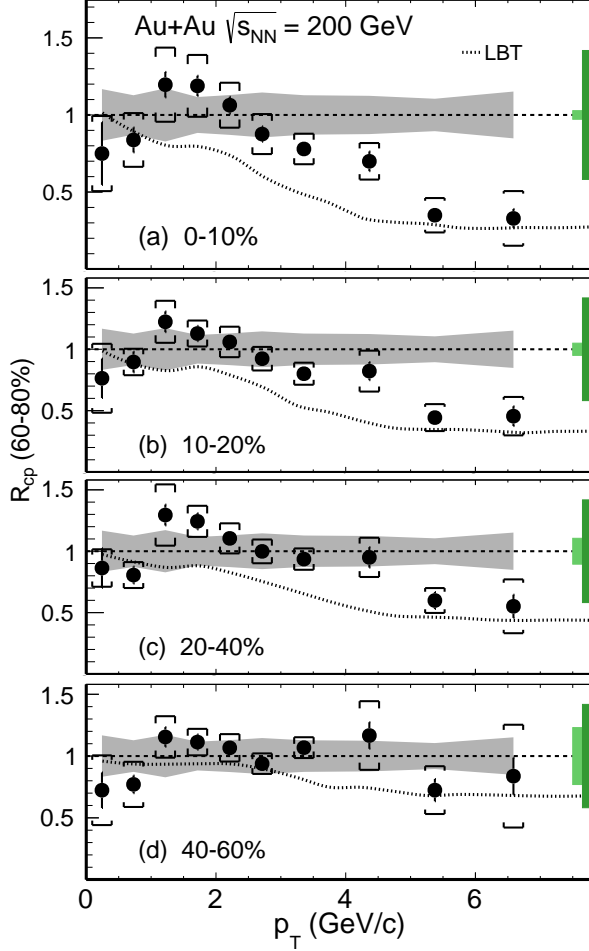 Au+Au √sNN = 200 GeV
LBT
1.5
1
0.5
(a) 0-10%
1.5
1
0.5
(b) 10-20%
Rcp (60-80%)
1.5
1
0.5
(c) 20-40%
1.5
1
0.5
(d) 40-60%
0 2 4 6
pT (GeV/c)